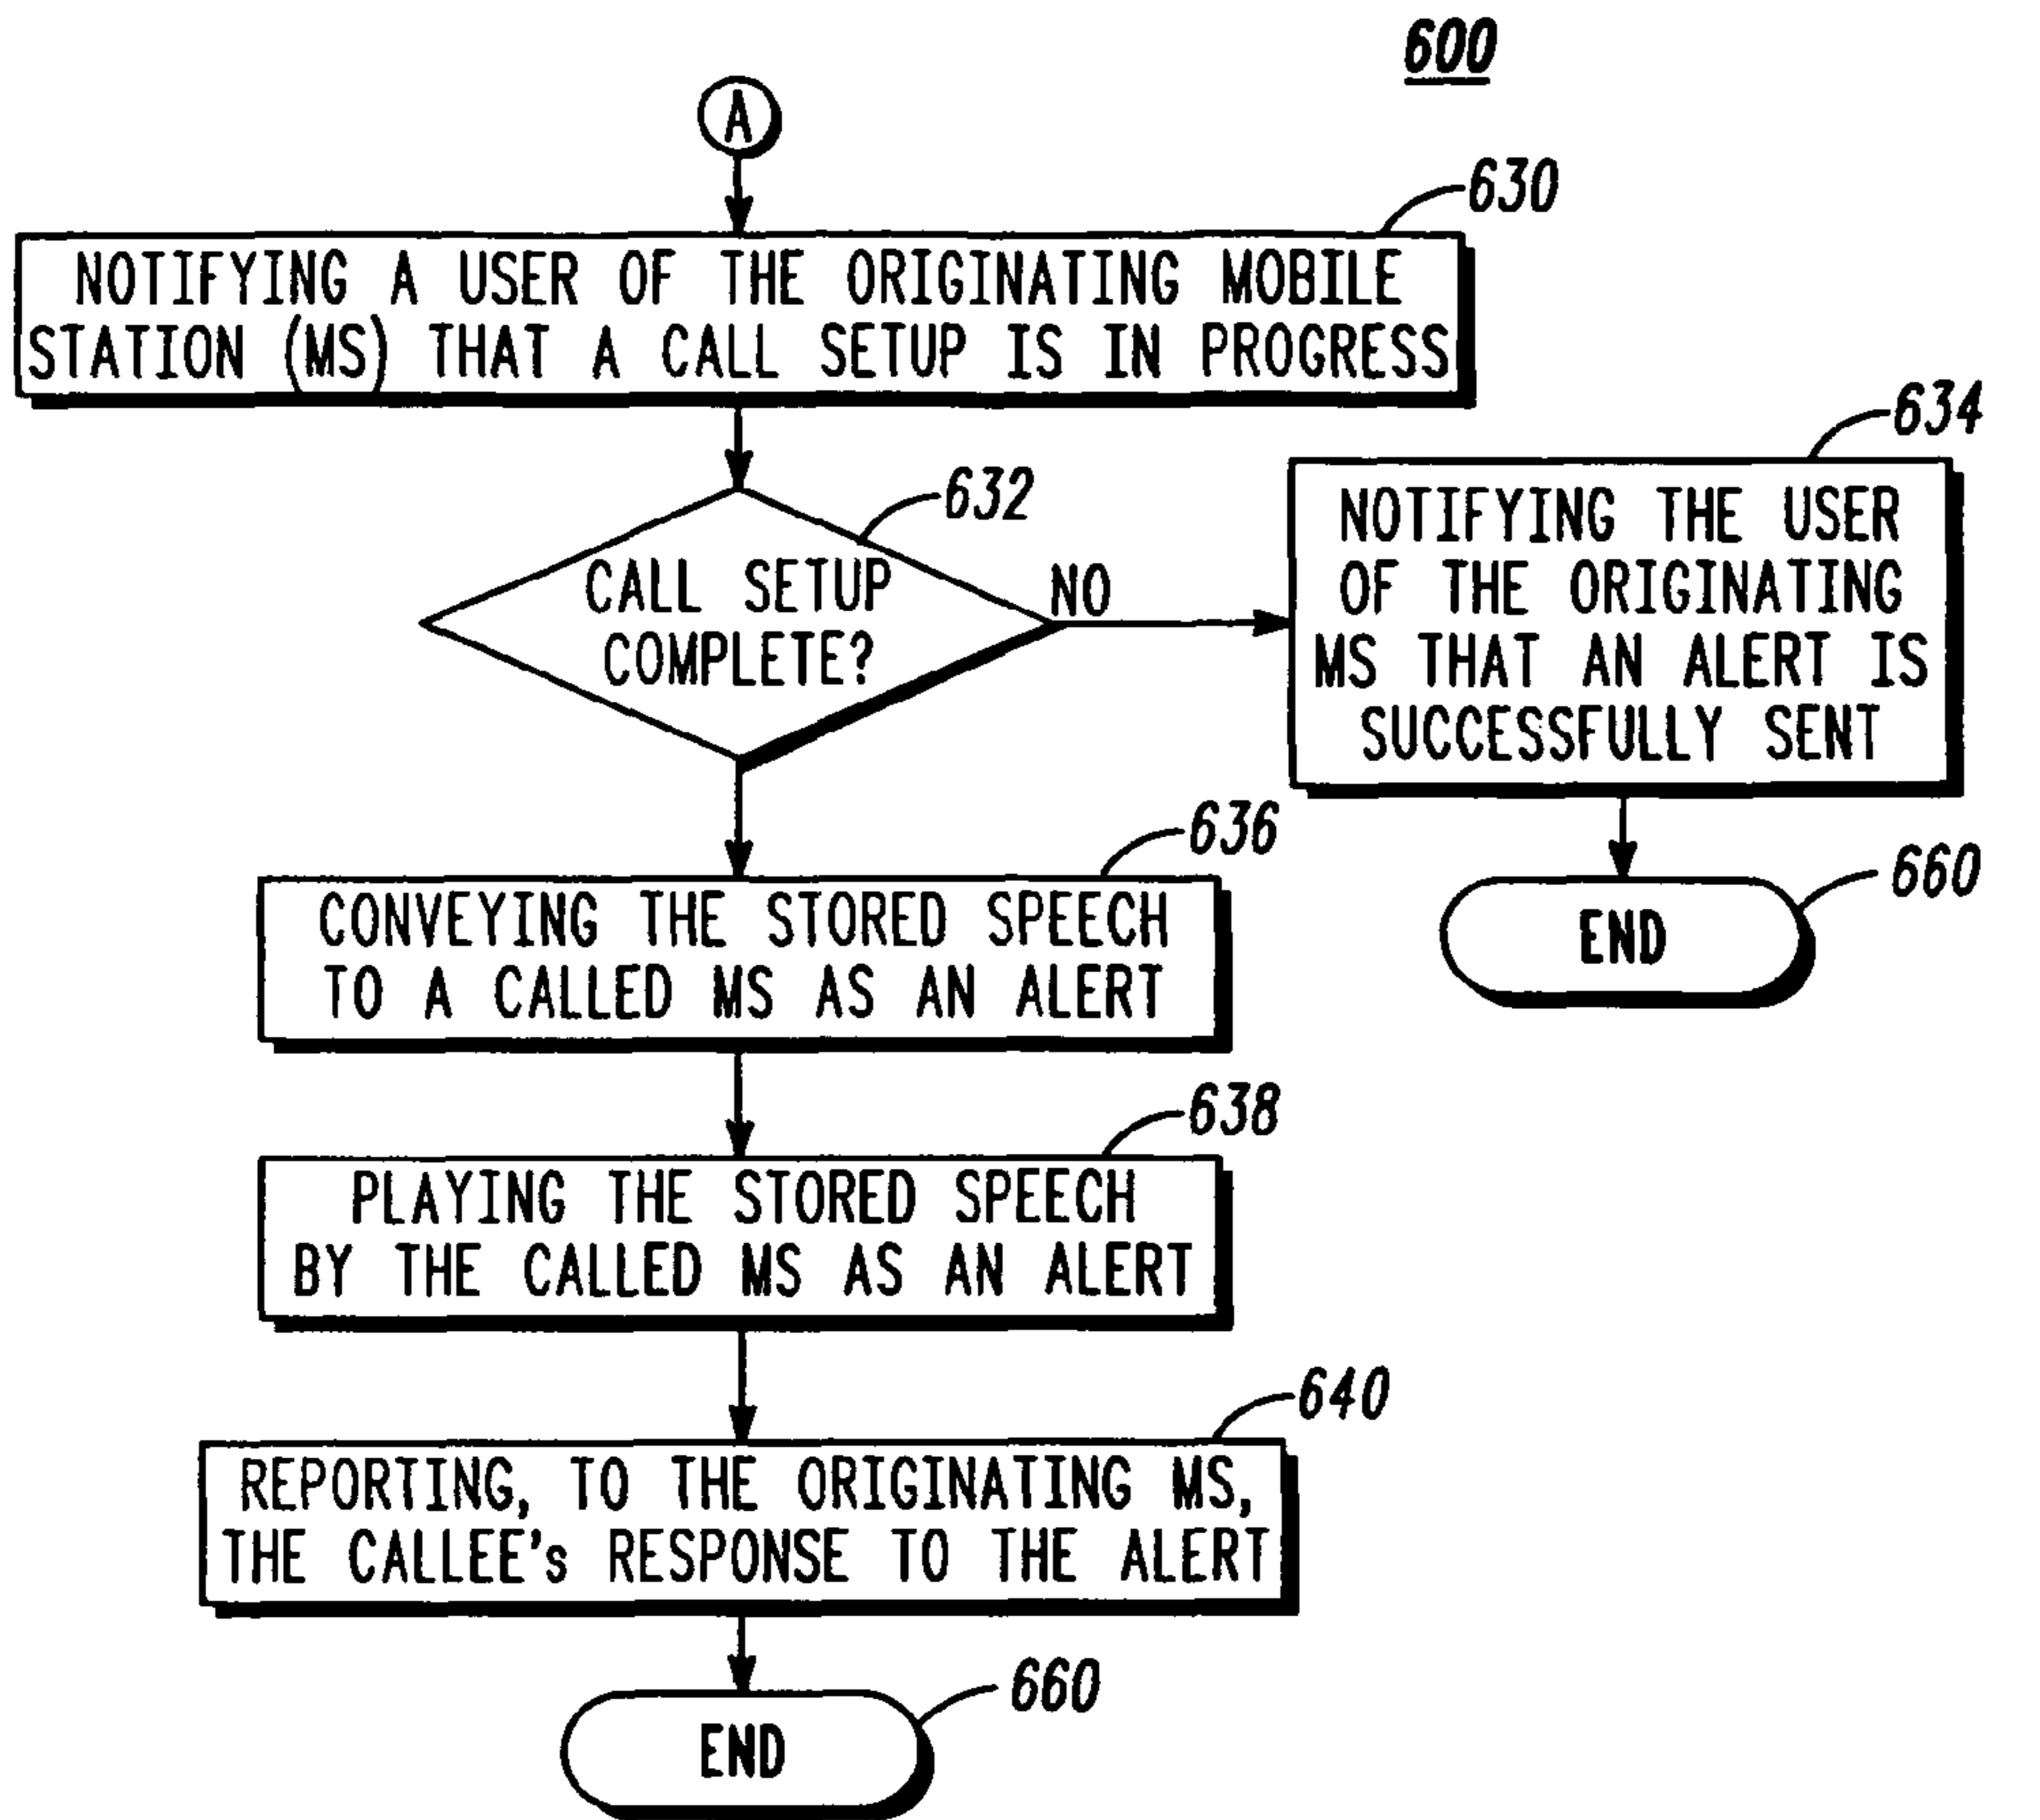 600
A
630
NOTIFYING A USER OF THE ORIGINATING MOBILE
STATION (MS) THAT A CALL SETUP IS IN PROGRESS
634
632
NOTIFYING THE USER
OF THE ORIGINATING
MS THAT AN ALERT IS
SUCCESSFULLY SENT
CALL SETUP
COMPLETE?
NO
636
660
END
CONVEYING THE STORED SPEECH
TO A CALLED MS AS AN ALERT
638
PLAYING THE STORED SPEECH
BY THE CALLED MS AS AN ALERT
640
REPORTING, TO THE ORIGINATING MS,
THE CALLEE's RESPONSE TO THE ALERT
660
END